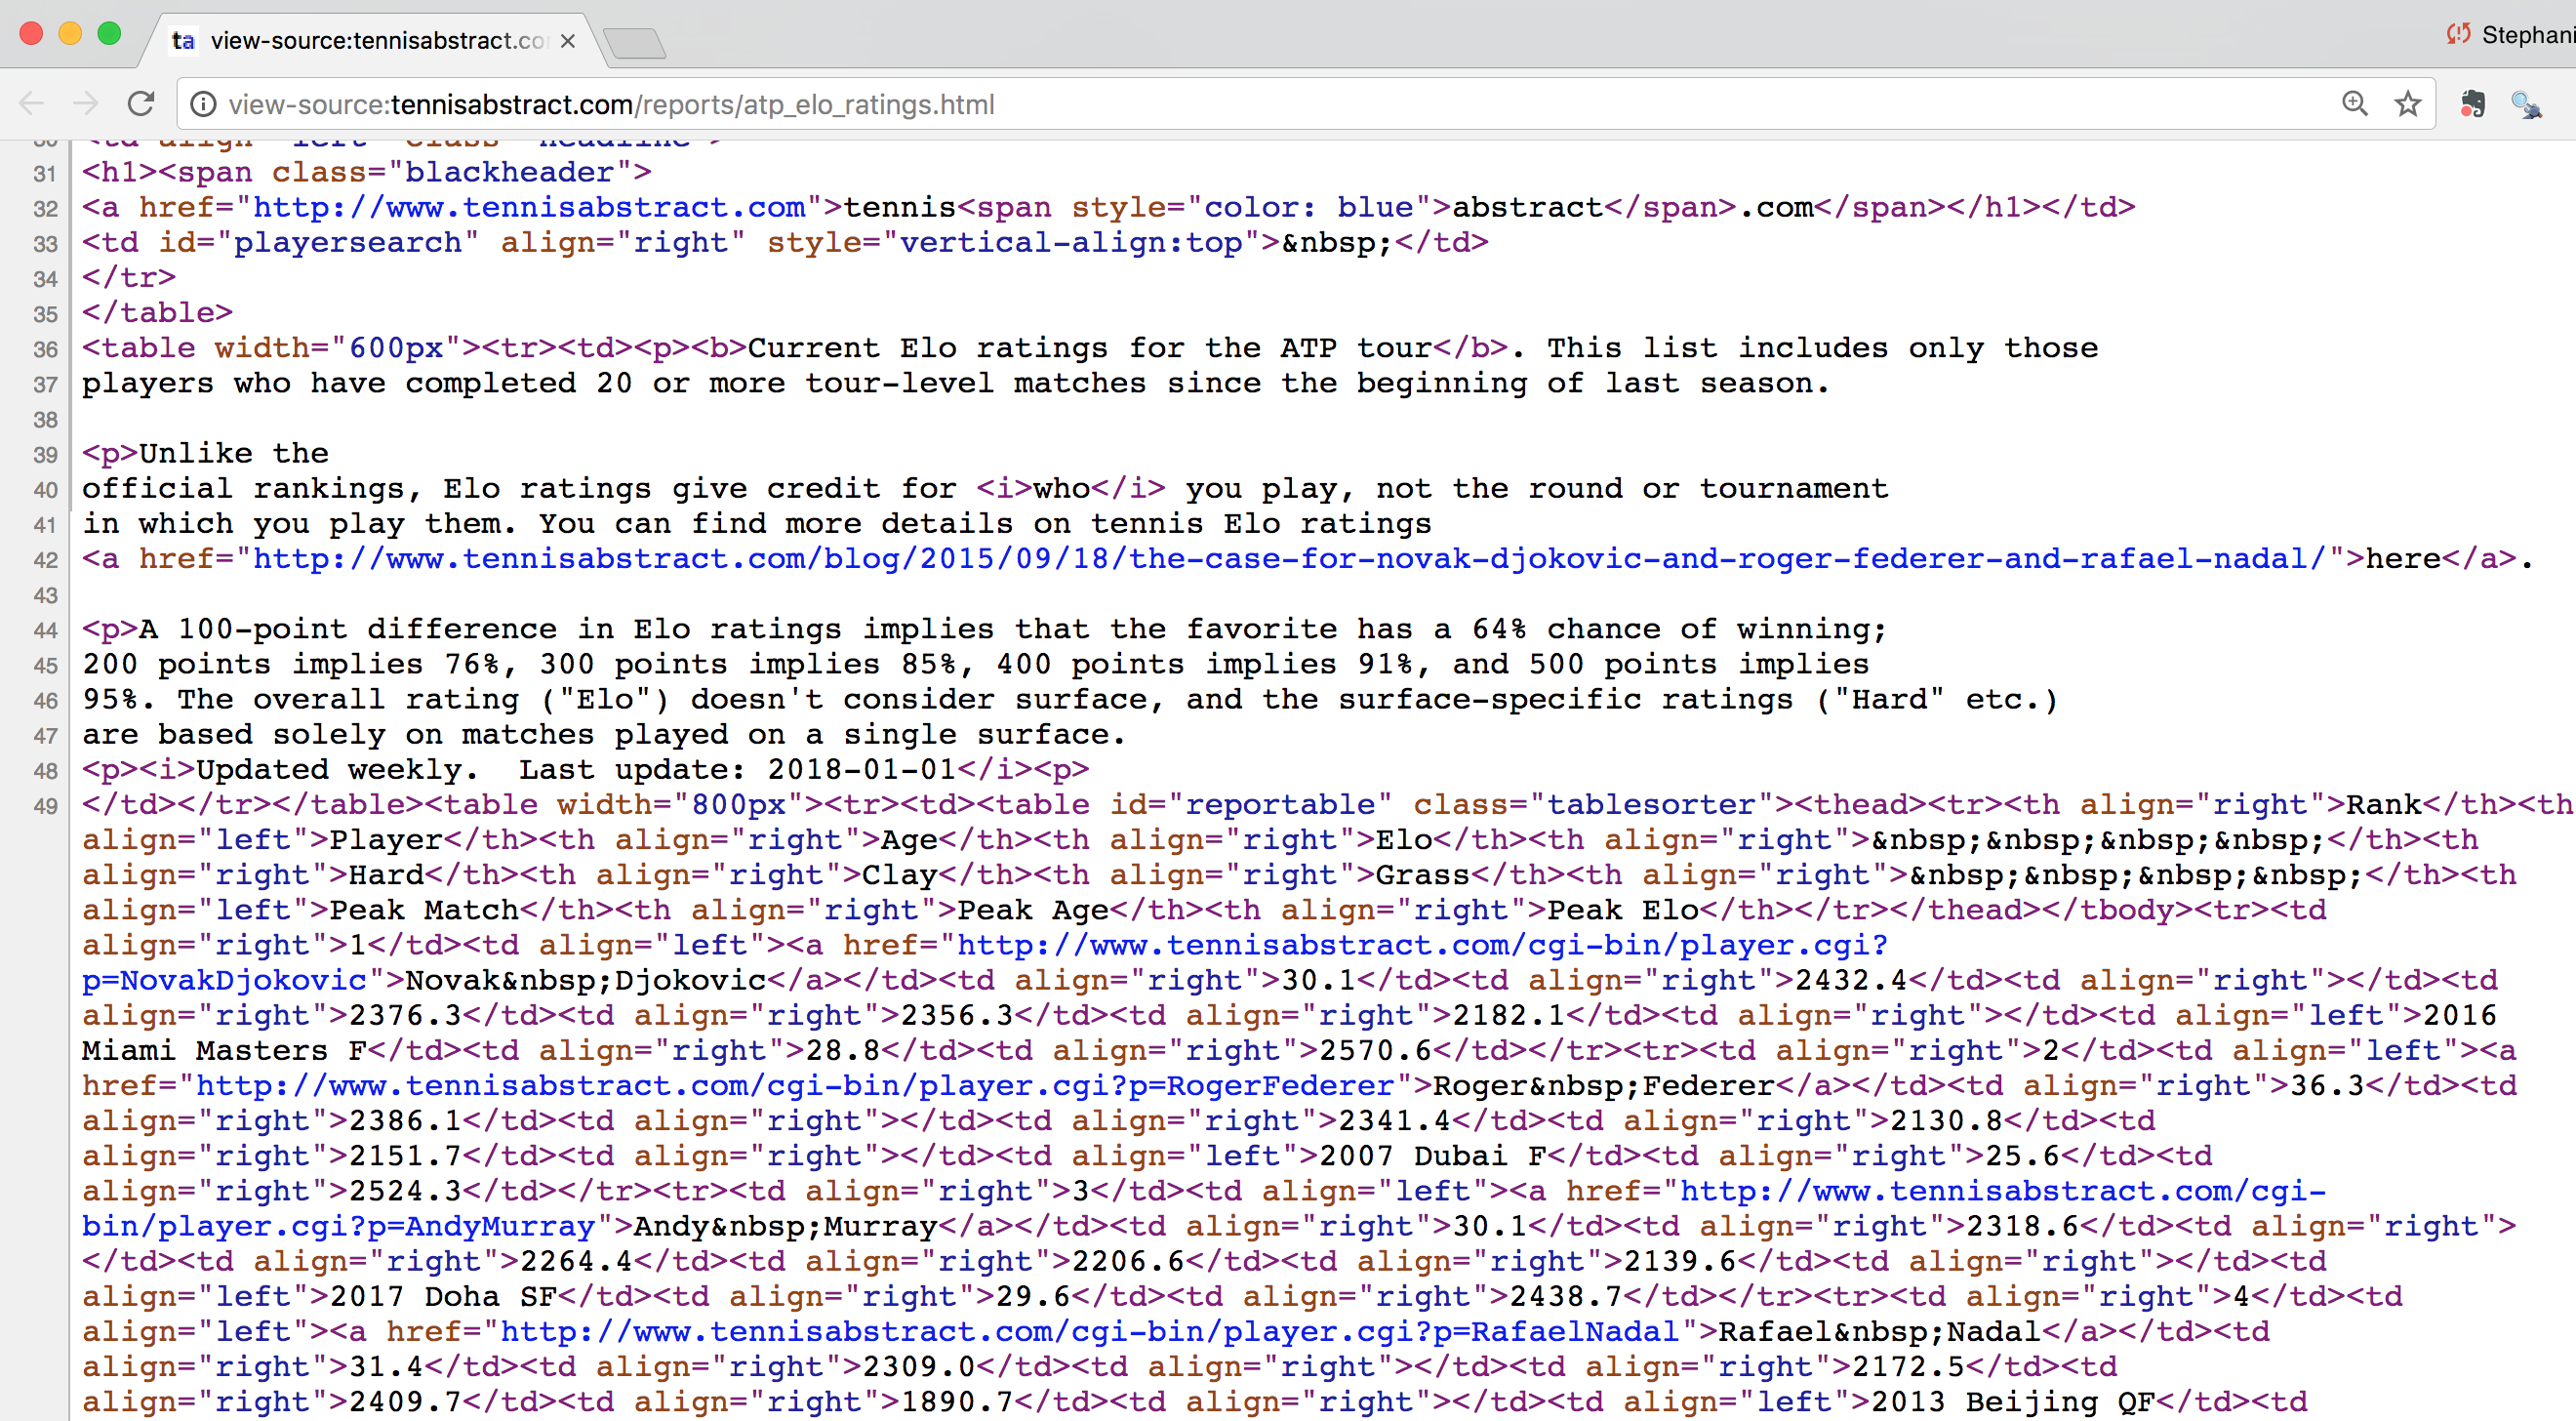 ta view-source:tennisabstract.co
Stephani
view-source:tennisabstract.com/reports/atp_elo_ratings.html
30 <td align="left" class="headline">
31 <h1><span class="blackheader">
32 <a href="http://www.tennisabstract.com">tennis<span style="color: blue">abstract</span>.com</span></h1></td>
33 <td id="playersearch" align="right" style="vertical-align:top">&nbsp;</td>
34 </tr>
35 </table>
36 <table width="600px"><tr><td><p><b>Current Elo ratings for the ATP tour</b>. This list includes only those
37 players who have completed 20 or more tour-level matches since the beginning of last season.
38
39 <p>Unlike the
40 official rankings, Elo ratings give credit for <i>who</i> you play, not the round or tournament
41 in which you play them. You can find more details on tennis Elo ratings
42 <a href="http://www.tennisabstract.com/blog/2015/09/18/the-case-for-novak-djokovic-and-roger-federer-and-rafael-nadal/">here</a>.
43
44 <p>A 100-point difference in Elo ratings implies that the favorite has a 64% chance of winning;
45 200 points implies 76%, 300 points implies 85%, 400 points implies 91%, and 500 points implies
46 95%. The overall rating ("Elo") doesn't consider surface, and the surface-specific ratings ("Hard" etc.)
47 are based solely on matches played on a single surface.
48 <p><i>Updated weekly.  Last update: 2018-01-01</i><p>
49 </td></tr></table><table width="800px"><tr><td><table id="reportable" class="tablesorter"><thead><tr><th align="right">Rank</th><th
align="left">Player</th><th align="right">Age</th><th align="right">Elo</th><th align="right">&nbsp;&nbsp;&nbsp;&nbsp;</th><th
align="right">Hard</th><th align="right">Clay</th><th align="right">Grass</th><th align="right">&nbsp;&nbsp;&nbsp;&nbsp;</th><th
align="left">Peak Match</th><th align="right">Peak Age</th><th align="right">Peak Elo</th></tr></thead></tbody><tr><td
align="right">1</td><td align="left"><a href="http://www.tennisabstract.com/cgi-bin/player.cgi?
p=NovakDjokovic">Novak&nbsp;Djokovic</a></td><td align="right">30.1</td><td align="right">2432.4</td><td align="right"></td><td
align="right">2376.3</td><td align="right">2356.3</td><td align="right">2182.1</td><td align="right"></td><td align="left">2016
Miami Masters F</td><td align="right">28.8</td><td align="right">2570.6</td></tr><tr><td align="right">2</td><td align="left"><a
href="http://www.tennisabstract.com/cgi-bin/player.cgi?p=RogerFederer">Roger&nbsp;Federer</a></td><td align="right">36.3</td><td
align="right">2386.1</td><td align="right"></td><td align="right">2341.4</td><td align="right">2130.8</td><td
align="right">2151.7</td><td align="right"></td><td align="left">2007 Dubai F</td><td align="right">25.6</td><td
align="right">2524.3</td></tr><tr><td align="right">3</td><td align="left"><a href="http://www.tennisabstract.com/cgi-
bin/player.cgi?p=AndyMurray">Andy&nbsp;Murray</a></td><td align="right">30.1</td><td align="right">2318.6</td><td align="right">
</td><td align="right">2264.4</td><td align="right">2206.6</td><td align="right">2139.6</td><td align="right"></td><td
align="left">2017 Doha SF</td><td align="right">29.6</td><td align="right">2438.7</td></tr><tr><td align="right">4</td><td
align="left"><a href="http://www.tennisabstract.com/cgi-bin/player.cgi?p=RafaelNadal">Rafael&nbsp;Nadal</a></td><td
align="right">31.4</td><td align="right">2309.0</td><td align="right"></td><td align="right">2172.5</td><td
align="right">2409.7</td><td align="right">1890.7</td><td align="right"></td><td align="left">2013 Beijing QF</td><td